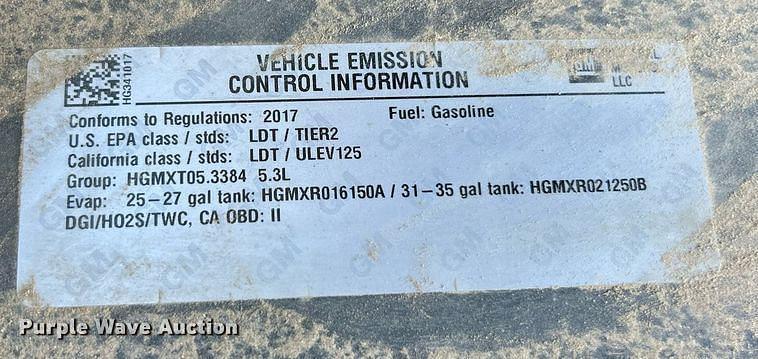 VEHICLE EMISSION
CONTROL INFORMATION
HG341017
gm
LLC
Conforms to Regulations: 2017 Fuel: Gasoline
U.S. EPA class / stds: LDT / TIER2
California class / stds: LDT / ULEV125
Group: HGMXT05.3384 5.3L
Evap: 25-27 gal tank: HGMXR016150A / 31-35 gal tank: HGMXR021250B
DGI/HO2S/TWC, CA OBD: II
Purple Wave Auction